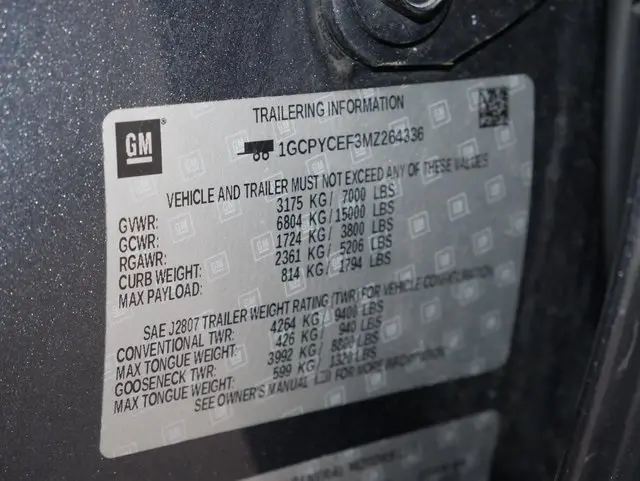 TRAILERING INFORMATION
GM
1GCPYCEF3MZ264336
VEHICLE AND TRAILER MUST NOT EXCEED ANY OF THESE
GVWR: 3175 KG / 7000 LBS
GCWR: 6804 KG / 15000 LBS
RGAWR: 1724 KG / 3800 LBS
CURB WEIGHT: 2361 KG / 5206 LBS
MAX PAYLOAD: 814 KG / 1794 LBS
SAE J2807 TRAILER WEIGHT RATING (TWR) FOR VEHICLE CONFIGURATION
CONVENTIONAL TWR: 4264 KG / 9400 LBS
MAX TONGUE WEIGHT: 426 KG / 940 LBS
GOOSENECK TWR: 3992 KG / 8800 LBS
MAX TONGUE WEIGHT: 599 KG / 1320 LBS
SEE OWNER'S MANUAL FOR MORE INFORMATION
GENERAL MOTORS